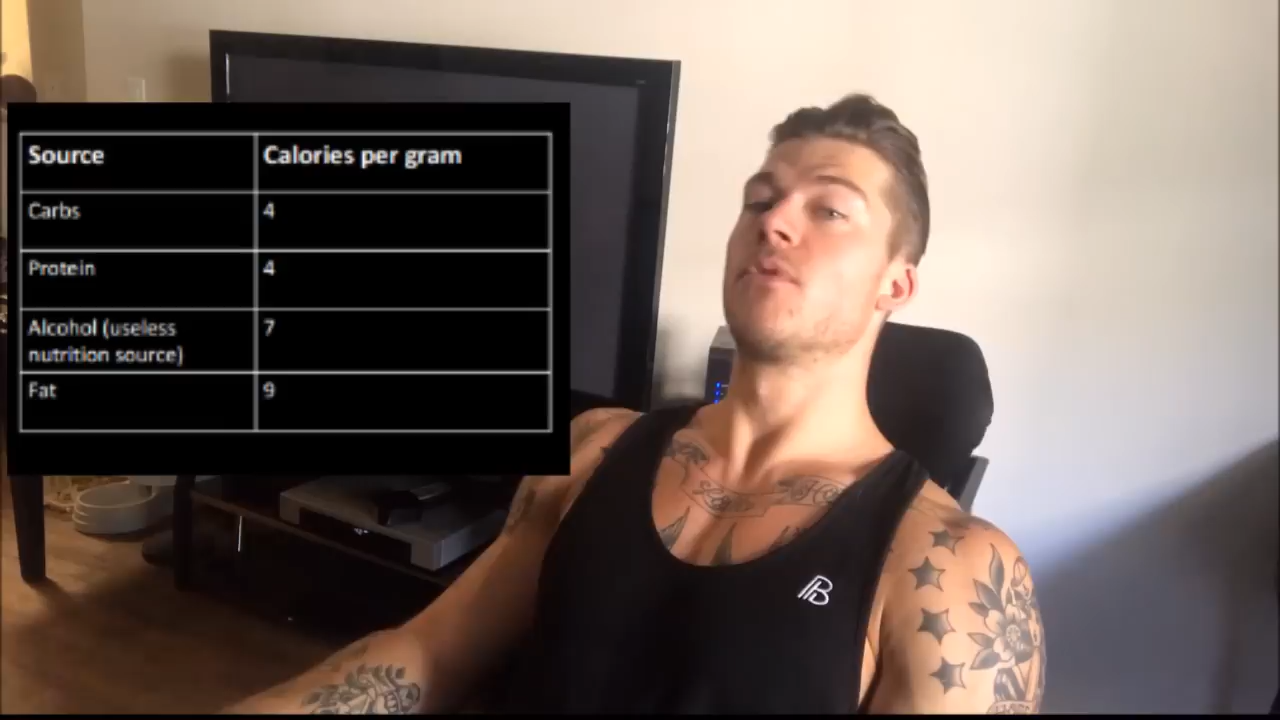 Source
Calories per gram
Carbs
4
Protein
4
Alcohol (useless
nutrition source)
7
Fat
9